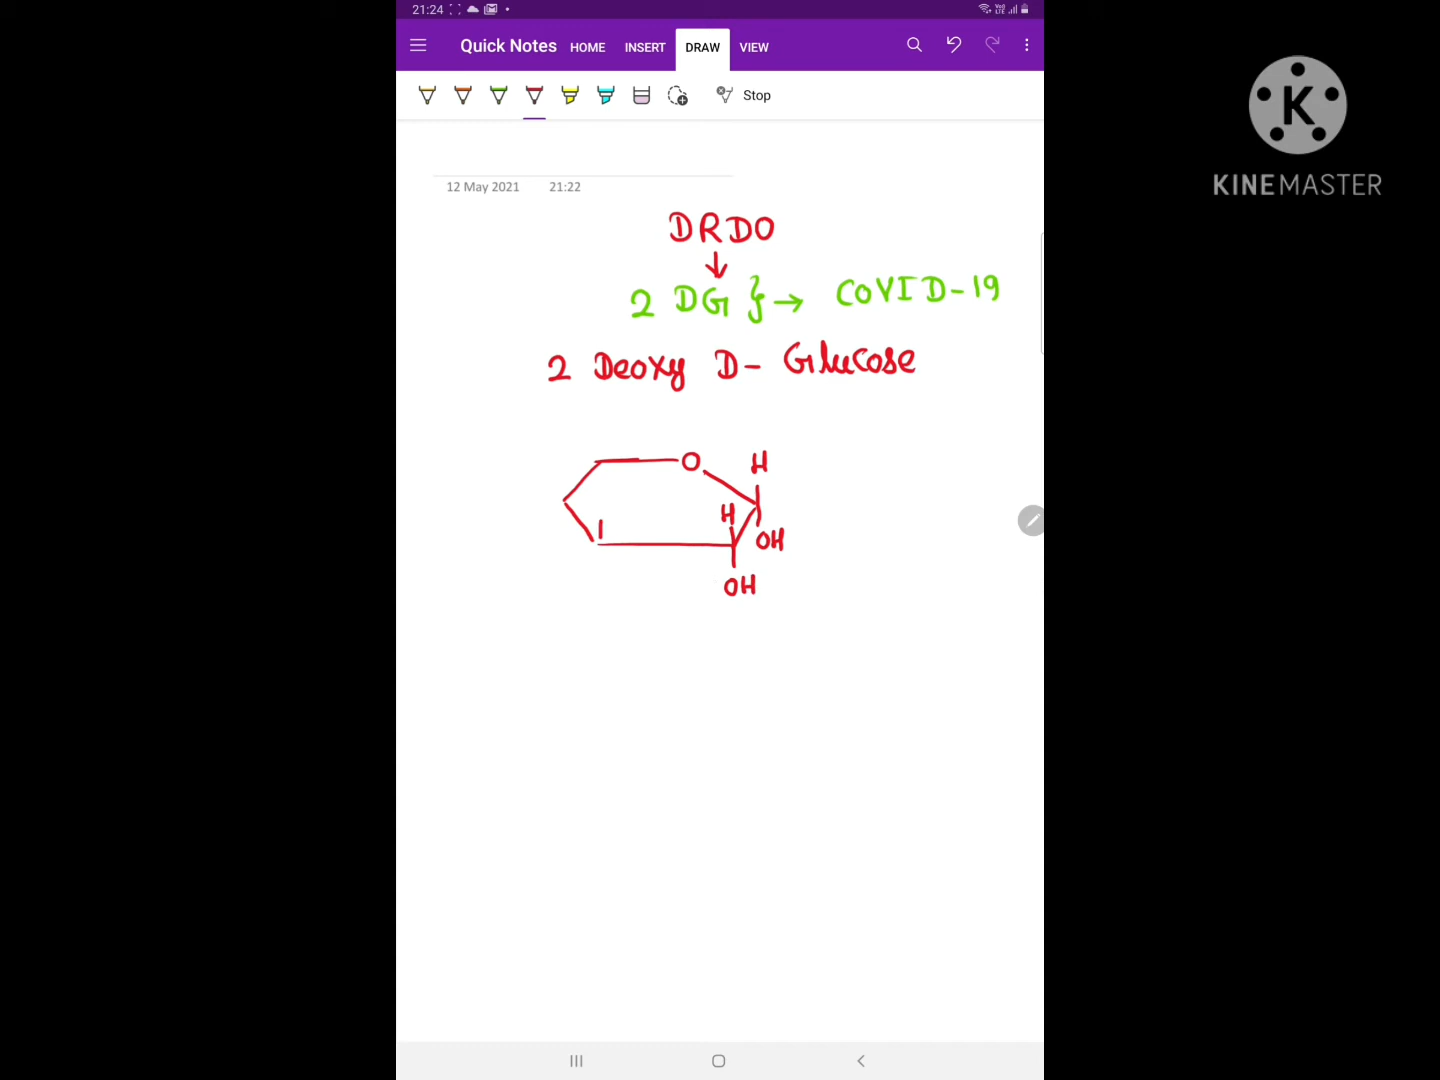 21:24
Quick Notes HOME INSERT DRAW VIEW
Stop
K
KINEMASTER
12 May 2021 21:22
DRDO
2 DG } → COVID-19
2 Deoxy D- Glucose
O H
H
OH
OH